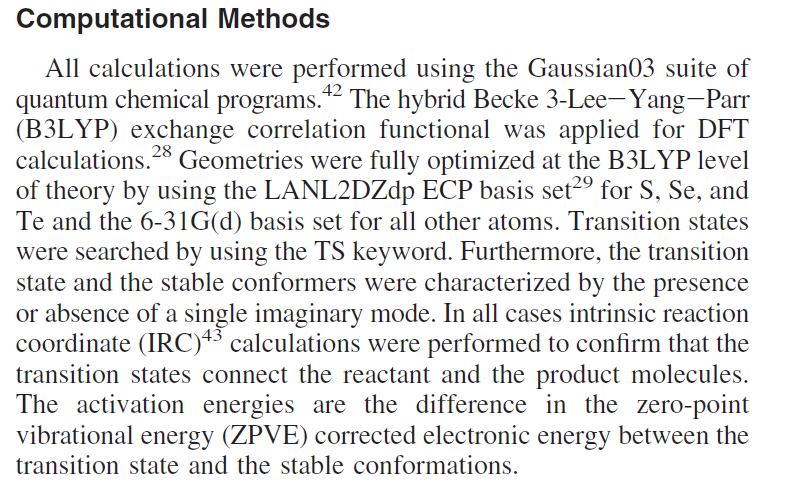 Computational Methods
All calculations were performed using the Gaussian03 suite of
quantum chemical programs.42 The hybrid Becke 3-Lee−Yang−Parr
(B3LYP) exchange correlation functional was applied for DFT
calculations.28 Geometries were fully optimized at the B3LYP level
of theory by using the LANL2DZdp ECP basis set29 for S, Se, and
Te and the 6-31G(d) basis set for all other atoms. Transition states
were searched by using the TS keyword. Furthermore, the transition
state and the stable conformers were characterized by the presence
or absence of a single imaginary mode. In all cases intrinsic reaction
coordinate (IRC)43 calculations were performed to confirm that the
transition states connect the reactant and the product molecules.
The activation energies are the difference in the zero-point
vibrational energy (ZPVE) corrected electronic energy between the
transition state and the stable conformations.